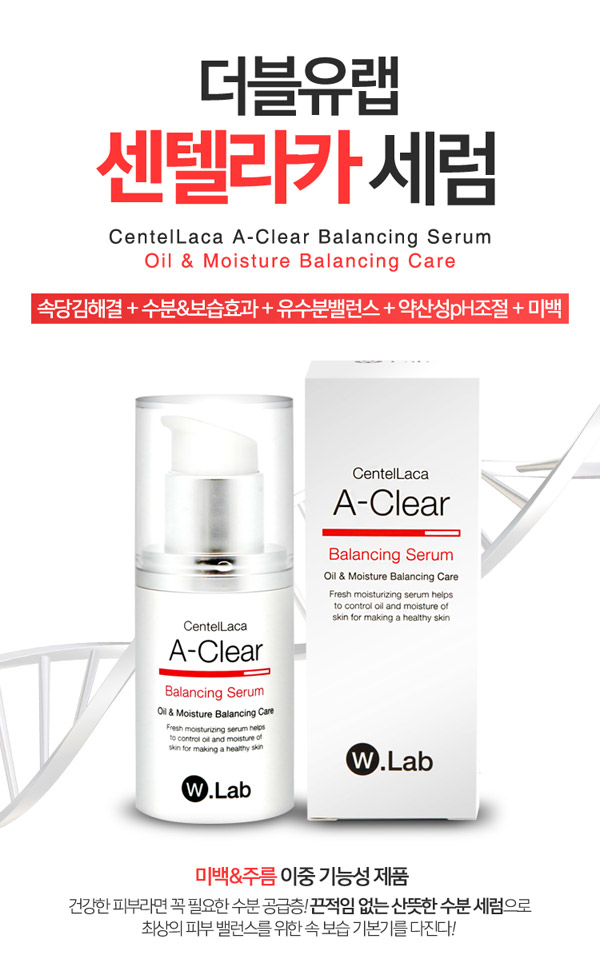 더블유랩
센텔라카 세럼
CentelLaca A-Clear Balancing Serum
Oil & Moisture Balancing Care
속당김해결 + 수분&보습효과 + 유수분밸런스 + 약산성pH조절 + 미백
W.Lab
CentelLaca
A-Clear
Balancing Serum
Oil & Moisture Balancing Care
Fresh moisturizing serum helps
to control oil and moisture of
skin for making a healthy skin
W.Lab
CentelLaca
A-Clear
Balancing Serum
Oil & Moisture Balancing Care
Fresh moisturizing serum helps
to control oil and moisture of
skin for making a healthy skin
W.Lab
미백&주름 이중 기능성 제품
건강한 피부라면 꼭 필요한 수분 공급층! 끈적임 없는 산뜻한 수분 세럼으로
최상의 피부 밸런스를 위한 속 보습 기본기를 다진다!